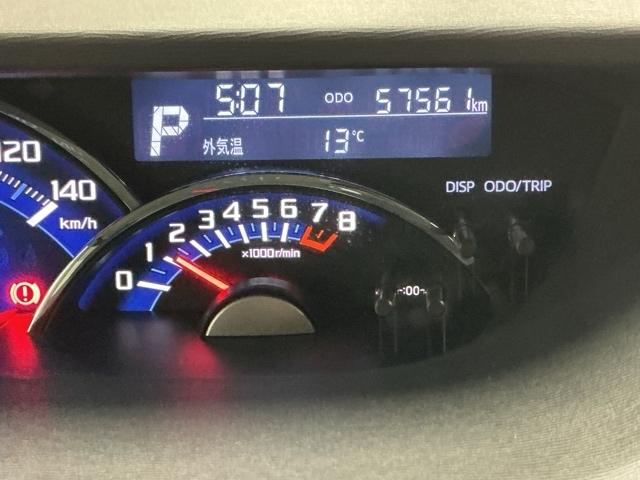 5:07 ODO 57561km
P
外気温 13℃
120
140
km/h
DISP ODO/TRIP
0 1 2 3 4 5 6 7 8
×1000r/min
-:00-